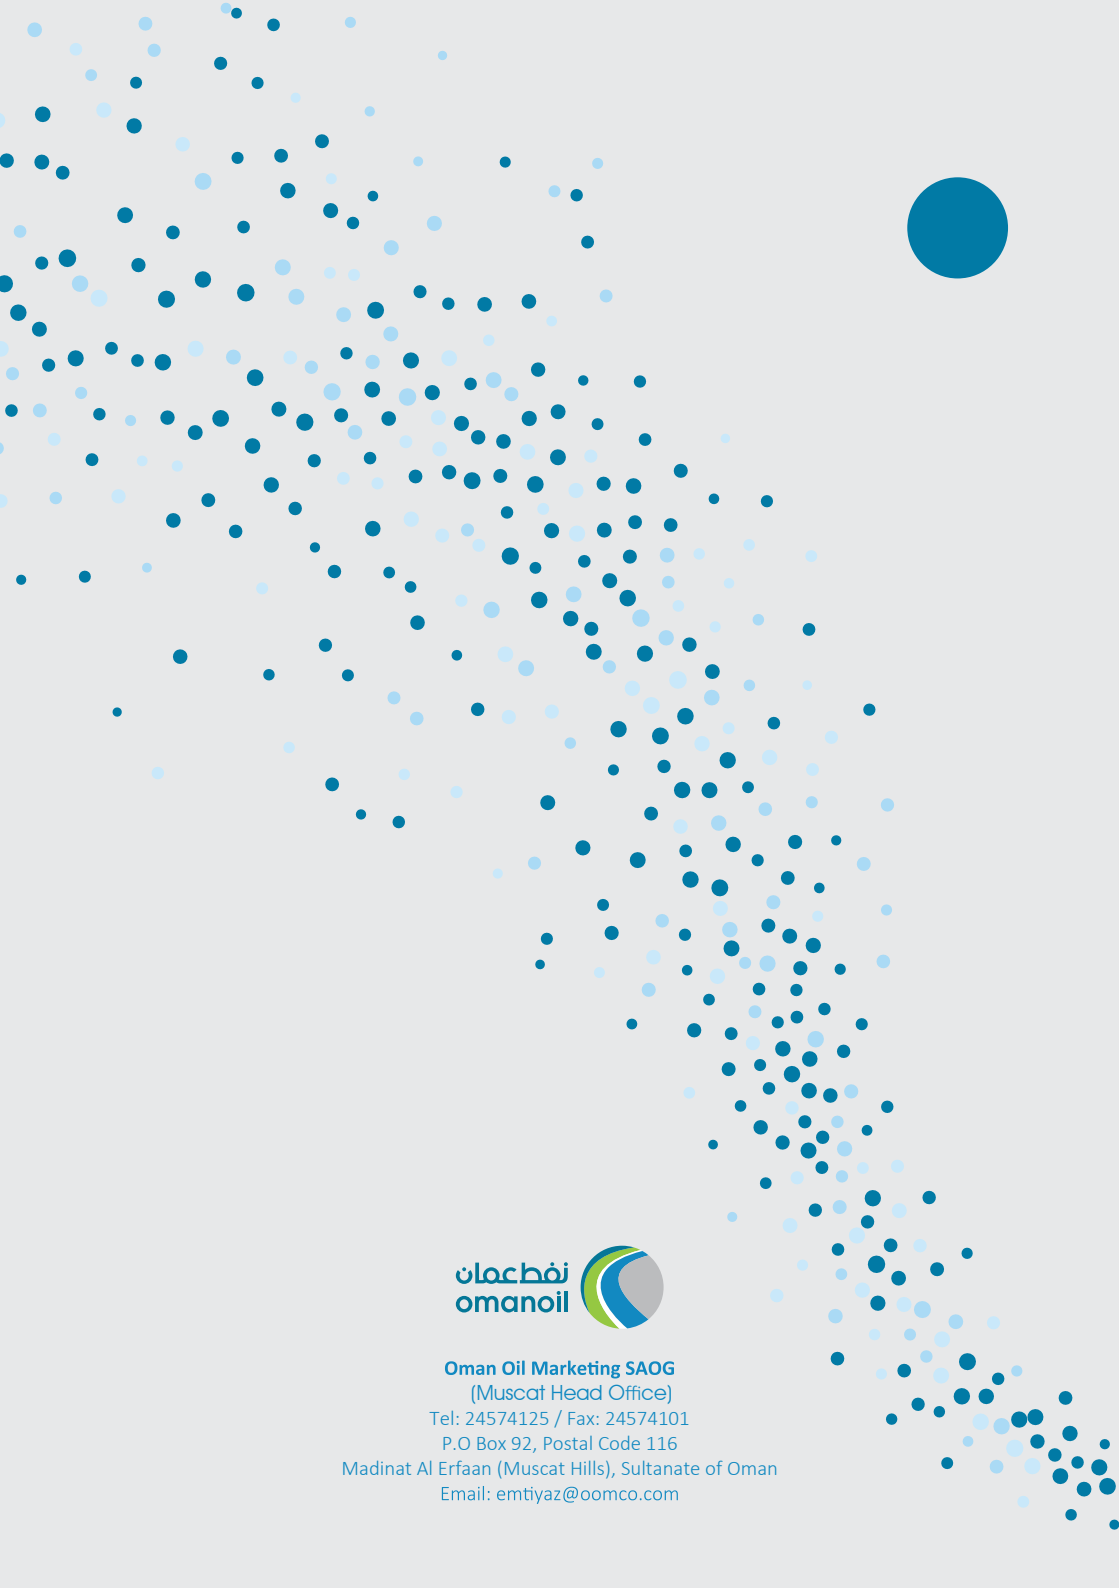 نفط عمان
omanoil
Oman Oil Marketing SAOG
(Muscat Head Office)
Tel: 24574125 / Fax: 24574101
P.O Box 92, Postal Code 116
Madinat Al Erfaan (Muscat Hills), Sultanate of Oman
Email: emtiyaz@oomco.com